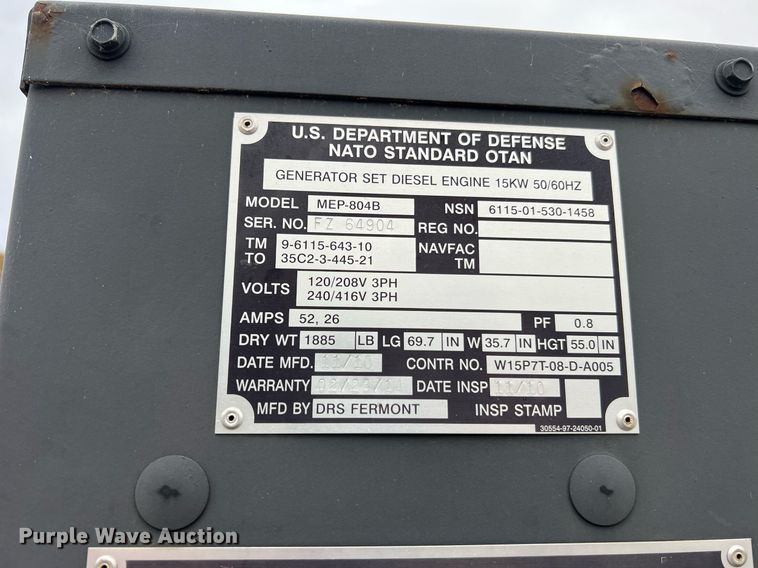 U.S. DEPARTMENT OF DEFENSE
NATO STANDARD OTAN
GENERATOR SET DIESEL ENGINE 15KW 50/60HZ
MODEL MEP-804B NSN 6115-01-530-1458
SER. NO. FZ 64904 REG NO.
TM 9-6115-643-10 NAVFAC
TO 35C2-3-445-21 TM
VOLTS 120/208V 3PH
240/416V 3PH
AMPS 52, 26 PF 0.8
DRY WT 1885 LB LG 69.7 IN W 35.7 IN HGT 55.0 IN
DATE MFD. 11/10 CONTR NO. W15P7T-08-D-A005
WARRANTY DATE INSP 11/10
MFD BY DRS FERMONT INSP STAMP
30554-97-24050-01
Purple Wave Auction